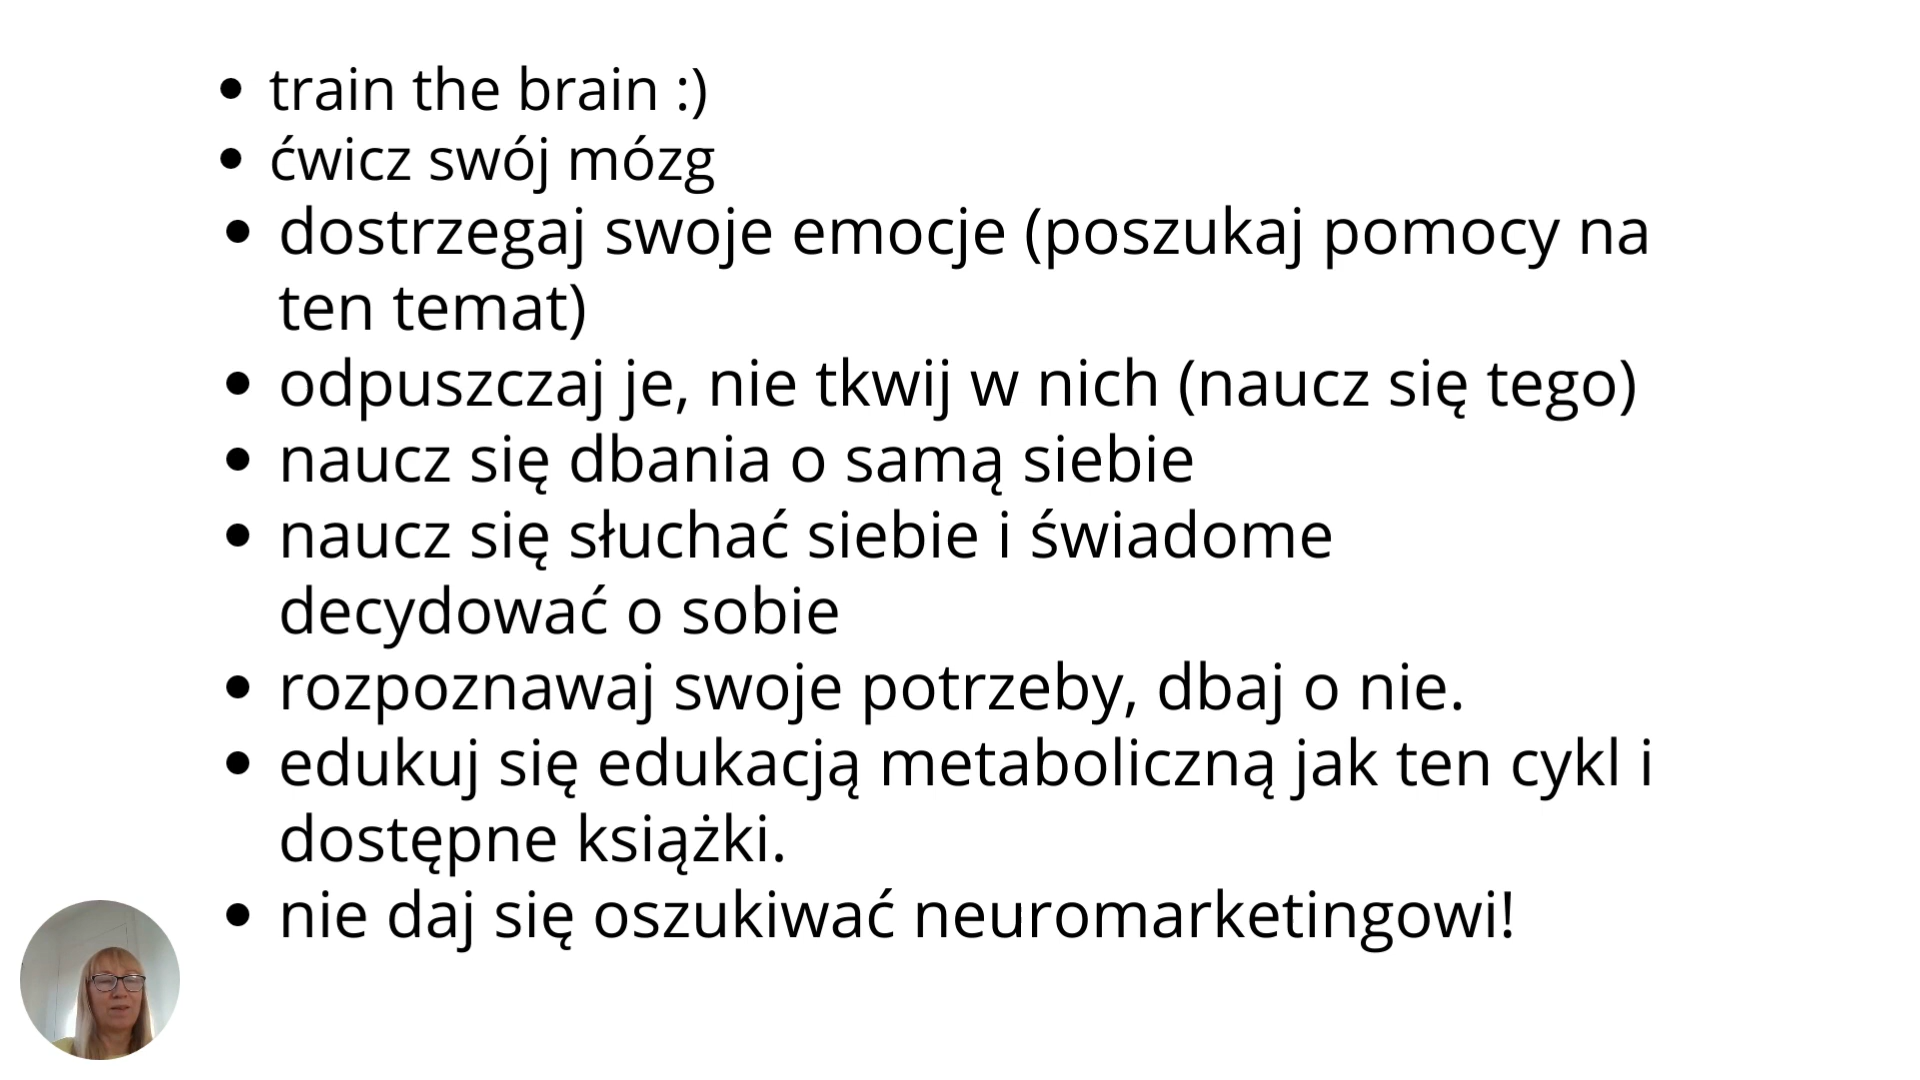 • train the brain :)
• ćwicz swój mózg
• dostrzegaj swoje emocje (poszukaj pomocy na
ten temat)
• odpuszczaj je, nie tkwij w nich (naucz się tego)
• naucz się dbania o samą siebie
• naucz się słuchać siebie i świadome
decydować o sobie
• rozpoznawaj swoje potrzeby, dbaj o nie.
• edukuj się edukacją metaboliczną jak ten cykl i
dostępne książki.
• nie daj się oszukiwać neuromarketingowi!